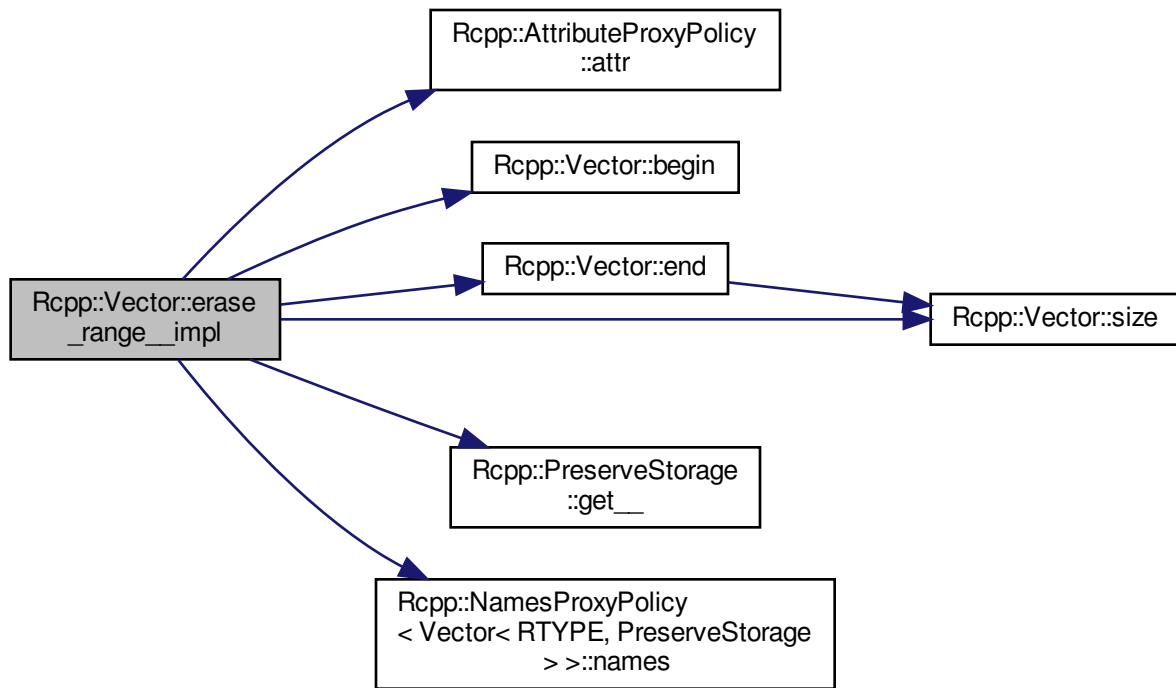 Rcpp::AttributeProxyPolicy
::attr
Rcpp::Vector::begin
Rcpp::Vector::end
Rcpp::Vector::erase
_range__impl
Rcpp::Vector::size
Rcpp::PreserveStorage
::get__
Rcpp::NamesProxyPolicy
< Vector< RTYPE, PreserveStorage
> >::names